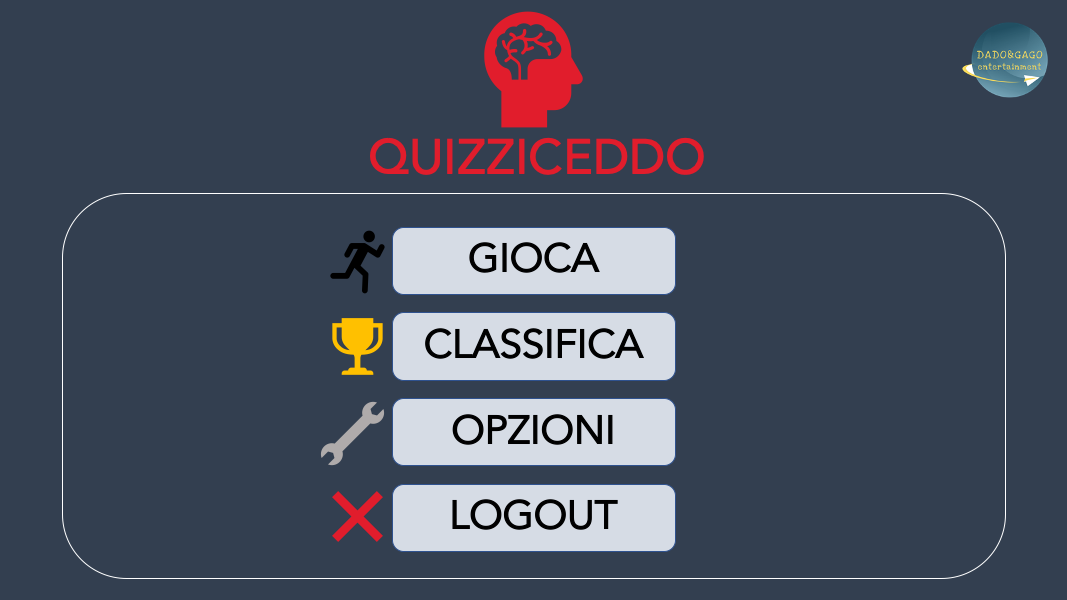 DADO&GAGO
entertainment
QUIZZICEDDO
GIOCA
CLASSIFICA
OPZIONI
LOGOUT